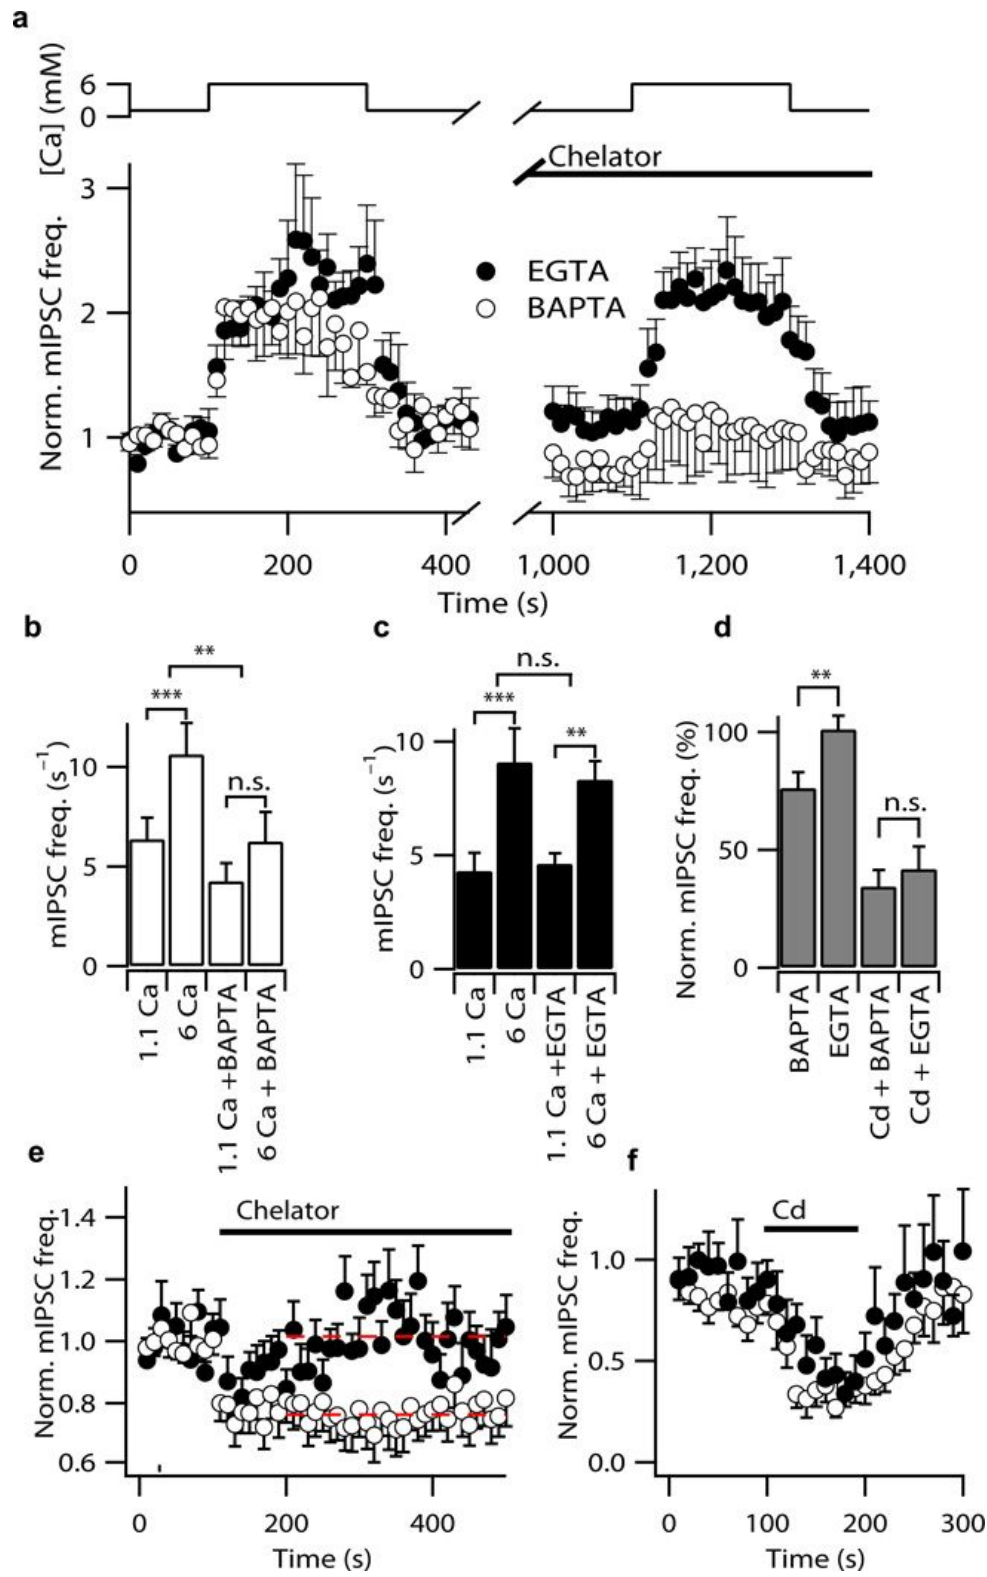 a
[Ca] (mM)
6
0
Chelator
Norm. mIPSC freq.
3
2
1
EGTA
BAPTA
0
200
400
1,000
1,200
1,400
Time (s)
b
**
***
n.s.
mIPSC freq. (s⁻¹)
10
5
0
1.1 Ca
6 Ca
1.1 Ca +BAPTA
6 Ca + BAPTA
c
n.s.
***
**
mIPSC freq. (s⁻¹)
10
5
0
1.1 Ca
6 Ca
1.1 Ca +EGTA
6 Ca + EGTA
d
**
n.s.
Norm. mIPSC freq. (%)
100
50
0
BAPTA
EGTA
Cd + BAPTA
Cd + EGTA
e
Chelator
Norm. mIPSC freq.
1.4
1.2
1.0
0.8
0.6
0
200
400
Time (s)
f
Cd
Norm. mIPSC freq.
1.0
0.5
0.0
0
100
200
300
Time (s)